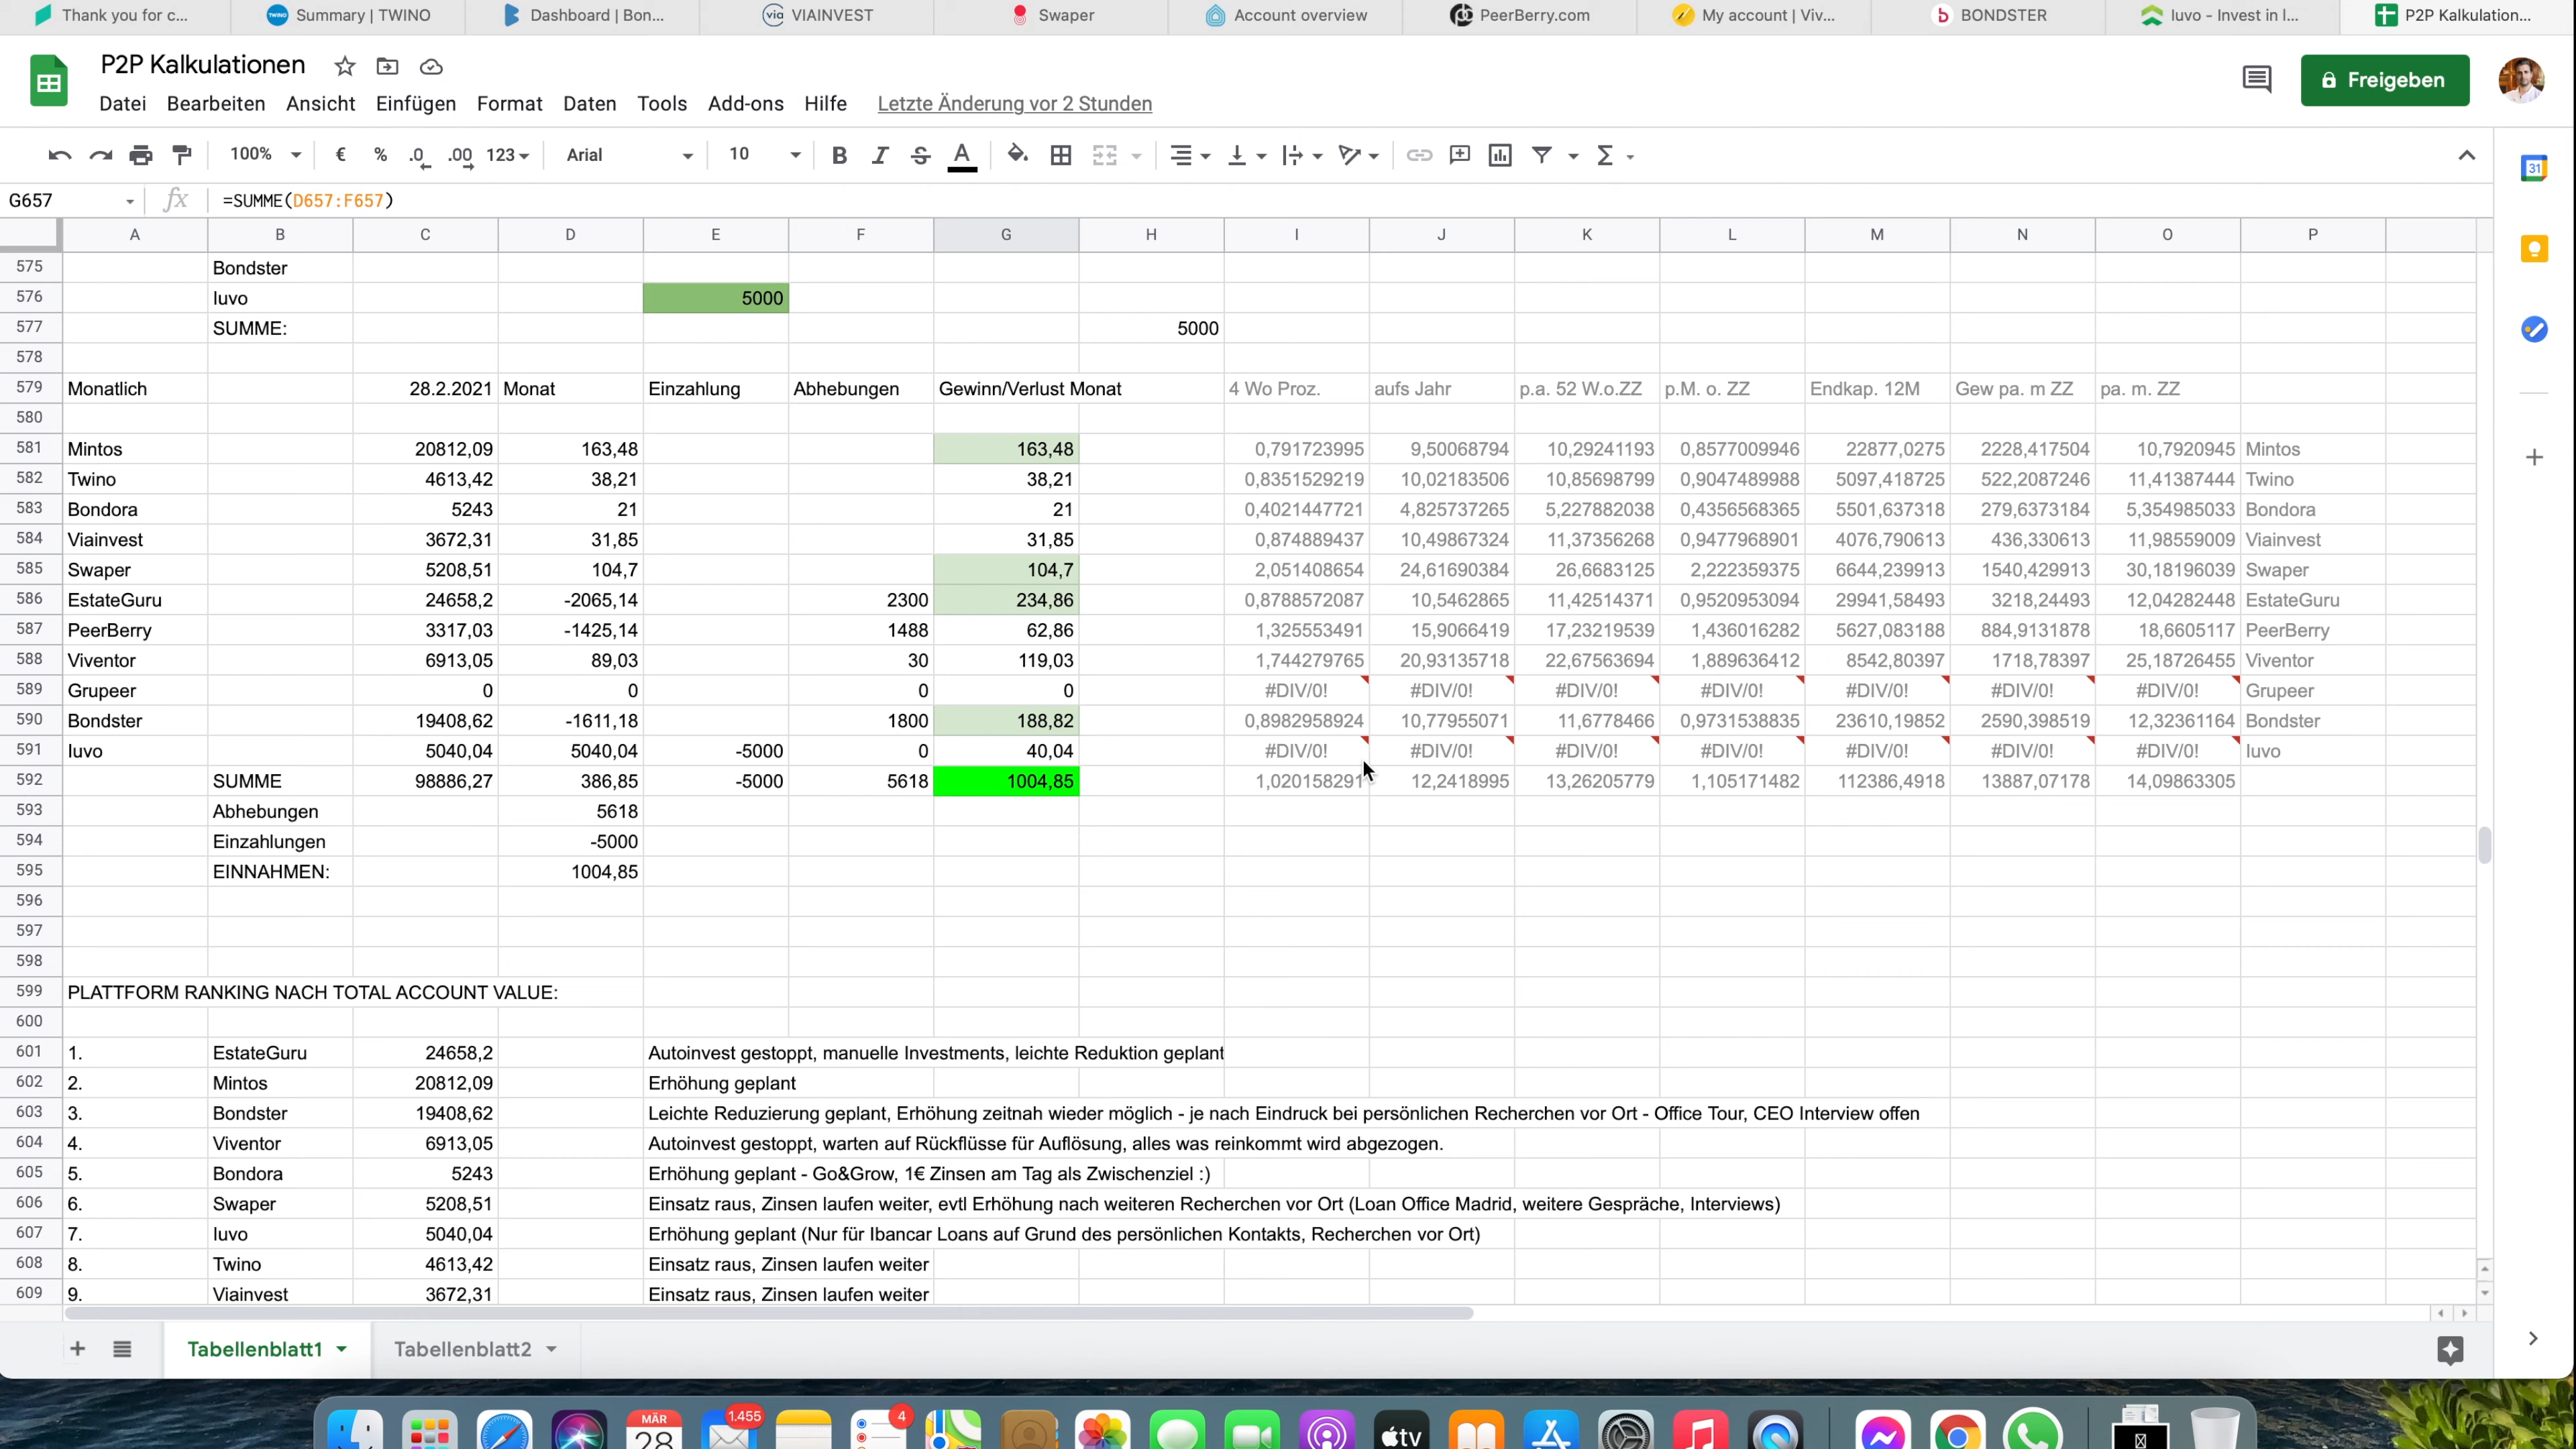 Thank you for c...
Summary | TWINO
Dashboard | Bon...
VIAINVEST
Swaper
Account overview
PeerBerry.com
My account | Viv...
BONDSTER
Iuvo - Invest in l...
P2P Kalkulation...
P2P Kalkulationen
Freigeben
Datei Bearbeiten Ansicht Einfügen Format Daten Tools Add-ons Hilfe Letzte Änderung vor 2 Stunden
100% € % .0 .00 123 Arial 10 B I S A
G657 fx =SUMME(D657:F657)
A B C D E F G H I J K L M N O P
575 Bondster
576 Iuvo 5000
577 SUMME: 5000
578
579 Monatlich 28.2.2021 Monat Einzahlung Abhebungen Gewinn/Verlust Monat 4 Wo Proz. aufs Jahr p.a. 52 W.o.ZZ p.M. o. ZZ Endkap. 12M Gew pa. m ZZ pa. m. ZZ
580
581 Mintos 20812,09 163,48 163,48 0,791723995 9,50068794 10,29241193 0,8577009946 22877,0275 2228,417504 10,7920945 Mintos
582 Twino 4613,42 38,21 38,21 0,8351529219 10,02183506 10,85698799 0,9047489988 5097,418725 522,2087246 11,41387444 Twino
583 Bondora 5243 21 21 0,4021447721 4,825737265 5,227882038 0,4356568365 5501,637318 279,6373184 5,354985033 Bondora
584 Viainvest 3672,31 31,85 31,85 0,874889437 10,49867324 11,37356268 0,9477968901 4076,790613 436,330613 11,98559009 Viainvest
585 Swaper 5208,51 104,7 104,7 2,051408654 24,61690384 26,6683125 2,222359375 6644,239913 1540,429913 30,18196039 Swaper
586 EstateGuru 24658,2 -2065,14 2300 234,86 0,8788572087 10,5462865 11,42514371 0,9520953094 29941,58493 3218,24493 12,04282448 EstateGuru
587 PeerBerry 3317,03 -1425,14 1488 62,86 1,325553491 15,9066419 17,23219539 1,436016282 5627,083188 884,9131878 18,6605117 PeerBerry
588 Viventor 6913,05 89,03 30 119,03 1,744279765 20,93135718 22,67563694 1,889636412 8542,80397 1718,78397 25,18726455 Viventor
589 Grupeer 0 0 0 0 #DIV/0! #DIV/0! #DIV/0! #DIV/0! #DIV/0! #DIV/0! #DIV/0! Grupeer
590 Bondster 19408,62 -1611,18 1800 188,82 0,8982958924 10,77955071 11,6778466 0,9731538835 23610,19852 2590,398519 12,32361164 Bondster
591 Iuvo 5040,04 5040,04 -5000 0 40,04 #DIV/0! #DIV/0! #DIV/0! #DIV/0! #DIV/0! #DIV/0! #DIV/0! Iuvo
592 SUMME 98886,27 386,85 -5000 5618 1004,85 1,020158291 12,2418995 13,26205779 1,105171482 112386,4918 13887,07178 14,09863305
593 Abhebungen 5618
594 Einzahlungen -5000
595 EINNAHMEN: 1004,85
596
597
598
599 PLATTFORM RANKING NACH TOTAL ACCOUNT VALUE:
600
601 1. EstateGuru 24658,2 Autoinvest gestoppt, manuelle Investments, leichte Reduktion geplant
602 2. Mintos 20812,09 Erhöhung geplant
603 3. Bondster 19408,62 Leichte Reduzierung geplant, Erhöhung zeitnah wieder möglich - je nach Eindruck bei persönlichen Recherchen vor Ort - Office Tour, CEO Interview offen
604 4. Viventor 6913,05 Autoinvest gestoppt, warten auf Rückflüsse für Auflösung, alles was reinkommt wird abgezogen.
605 5. Bondora 5243 Erhöhung geplant - Go&Grow, 1€ Zinsen am Tag als Zwischenziel :)
606 6. Swaper 5208,51 Einsatz raus, Zinsen laufen weiter, evtl Erhöhung nach weiteren Recherchen vor Ort (Loan Office Madrid, weitere Gespräche, Interviews)
607 7. Iuvo 5040,04 Erhöhung geplant (Nur für Ibancar Loans auf Grund des persönlichen Kontakts, Recherchen vor Ort)
608 8. Twino 4613,42 Einsatz raus, Zinsen laufen weiter
609 9. Viainvest 3672,31 Einsatz raus, Zinsen laufen weiter
Tabellenblatt1 Tabellenblatt2
MÄR 28 1.455 4 tv
31